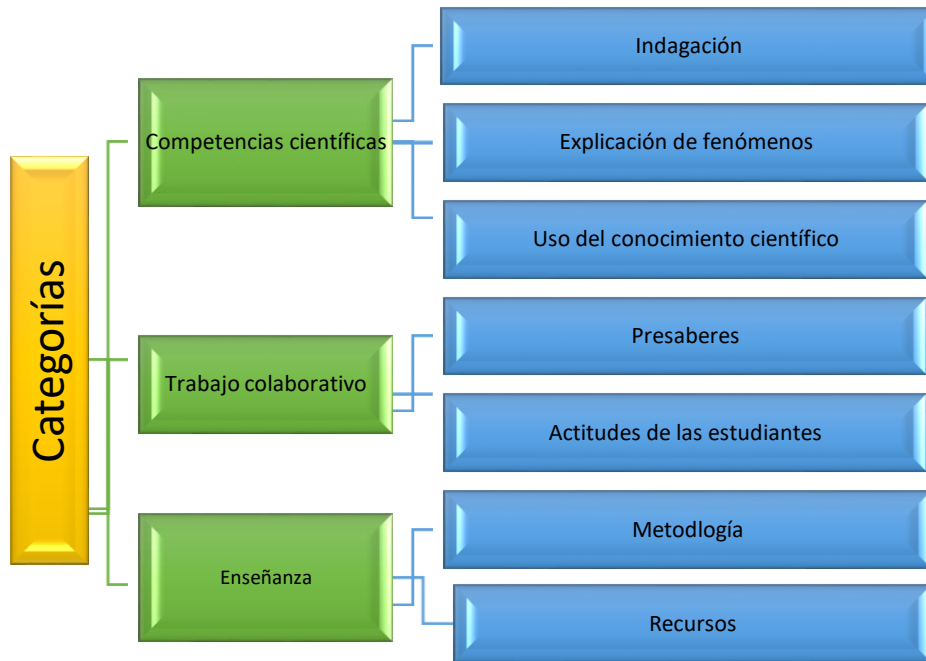 Categorías
Competencias científicas
Indagación
Explicación de fenómenos
Uso del conocimiento científico
Trabajo colaborativo
Presaberes
Actitudes de las estudiantes
Enseñanza
Metdlogía
Recursos